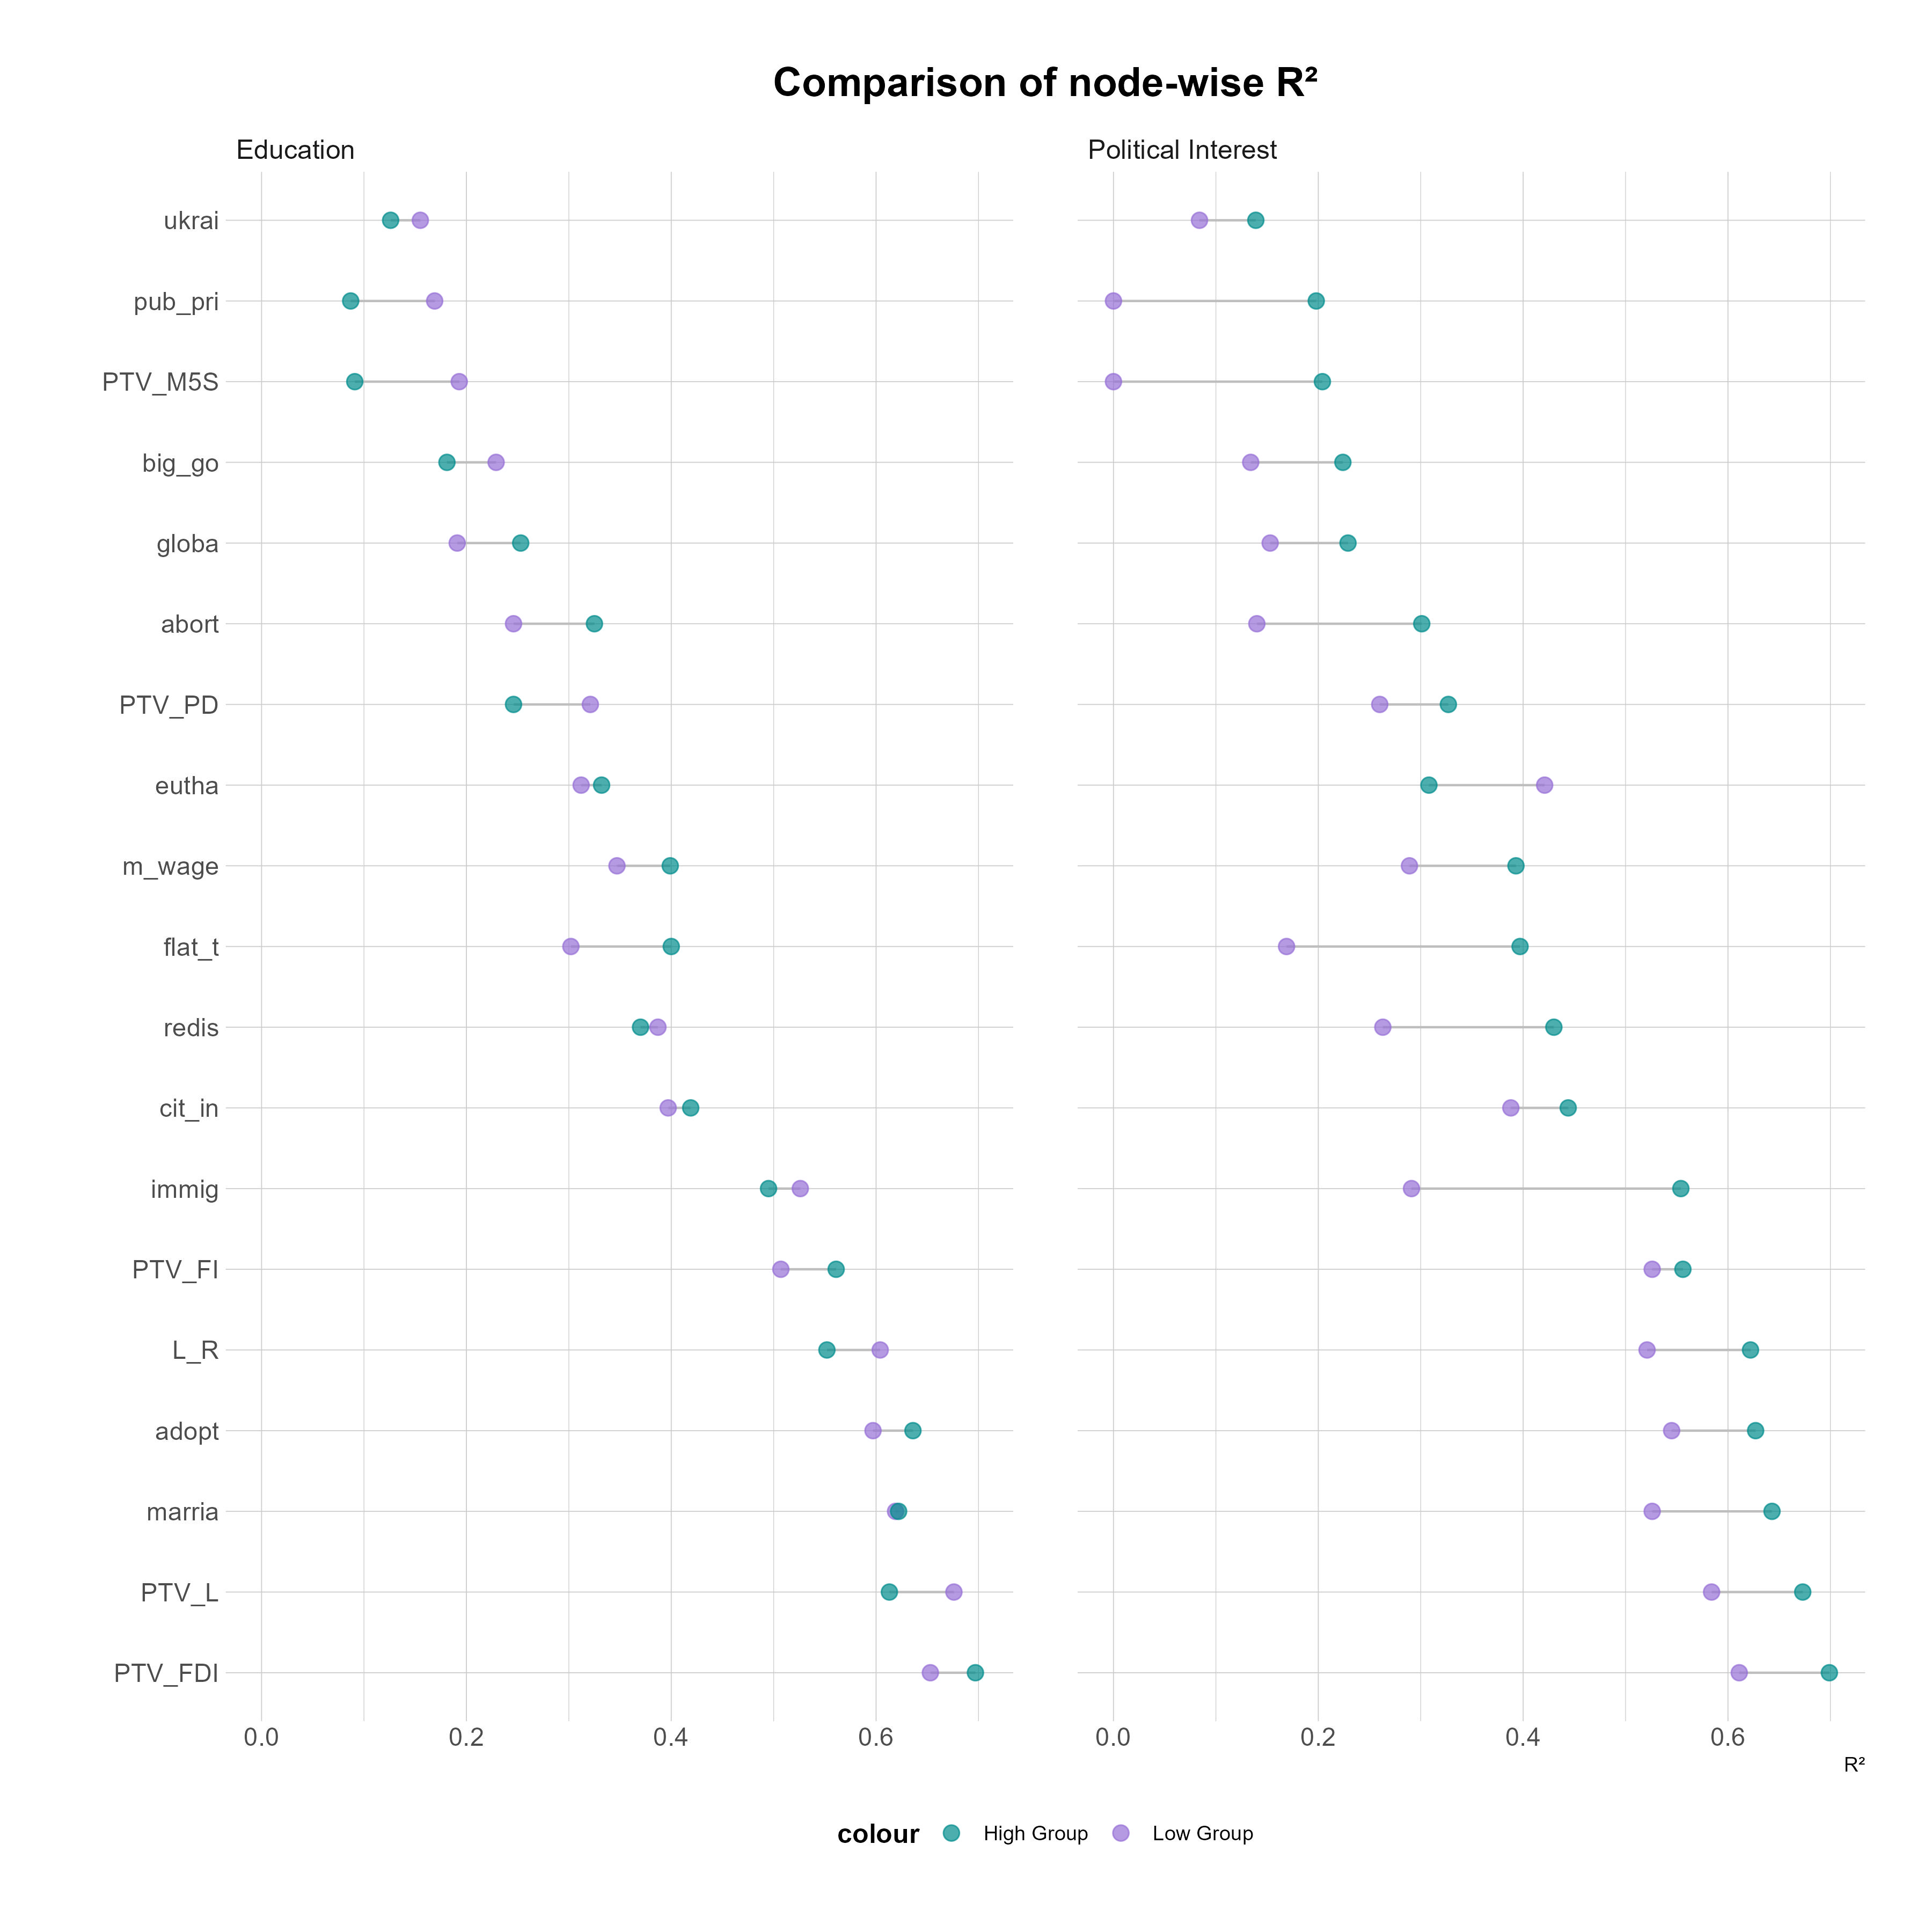 Comparison of node-wise R²
Education
Political Interest
ukrai
pub_pri
PTV_M5S
big_go
globa
abort
PTV_PD
eutha
m_wage
flat_t
redis
cit_in
immig
PTV_FI
L_R
adopt
marria
PTV_L
PTV_FDI
0.0 0.2 0.4 0.6 0.0 0.2 0.4 0.6
R²
colour High Group Low Group